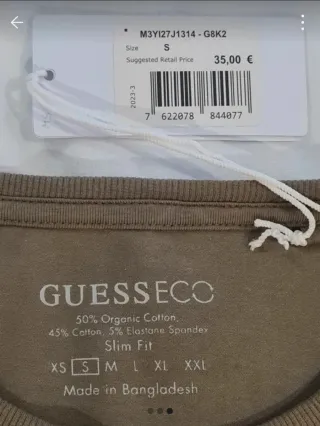 M3YI27J1314 - G8K2
Size S
Suggested Retail Price 35,00 €
2023-3
7 622078 844077
GUESSECO
50% Organic Cotton,
45% Cotton, 5% Elastane Spandex
Slim Fit
XS S M L XL XXL
Made in Bangladesh